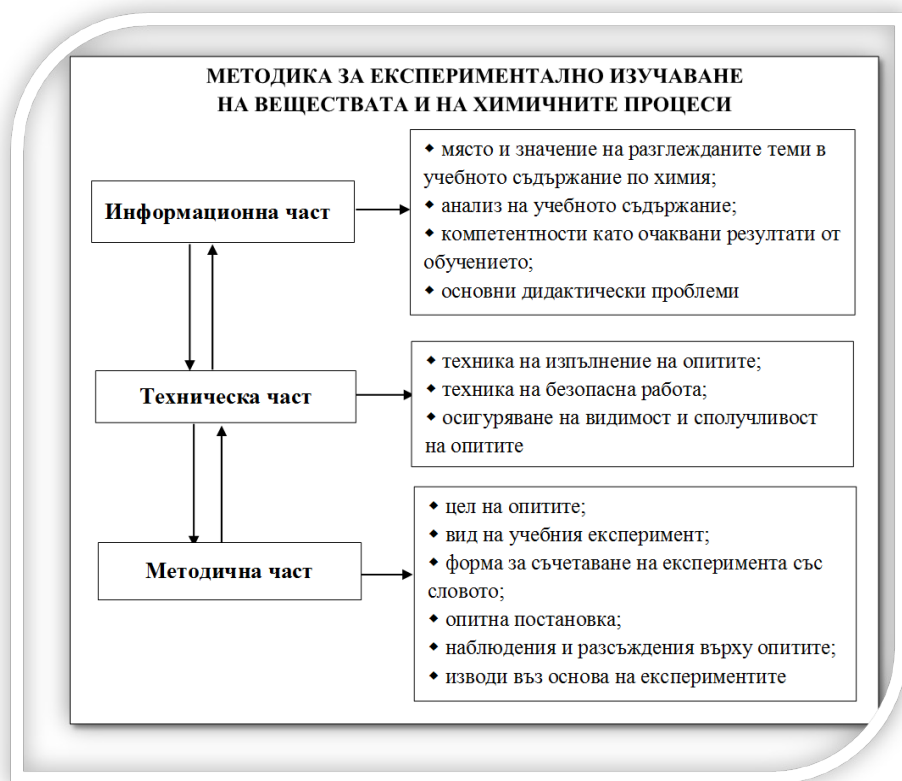 МЕТОДИКА ЗА ЕКСПЕРИМЕНТАЛНО ИЗУЧАВАНЕ
НА ВЕЩЕСТВАТА И НА ХИМИЧНИТЕ ПРОЦЕСИ
Информационна част
◆ място и значение на разглежданите теми в
учебното съдържание по химия;
◆ анализ на учебното съдържание;
◆ компетентности като очаквани резултати от
обучението;
◆ основни дидактически проблеми
Техническа част
◆ техника на изпълнение на опитите;
◆ техника на безопасна работа;
◆ осигуряване на видимост и сполучливост
на опитите
Методична част
◆ цел на опитите;
◆ вид на учебния експеримент;
◆ форма за съчетаване на експеримента със
словото;
◆ опитна постановка;
◆ наблюдения и разсъждения върху опитите;
◆ изводи въз основа на експериментите